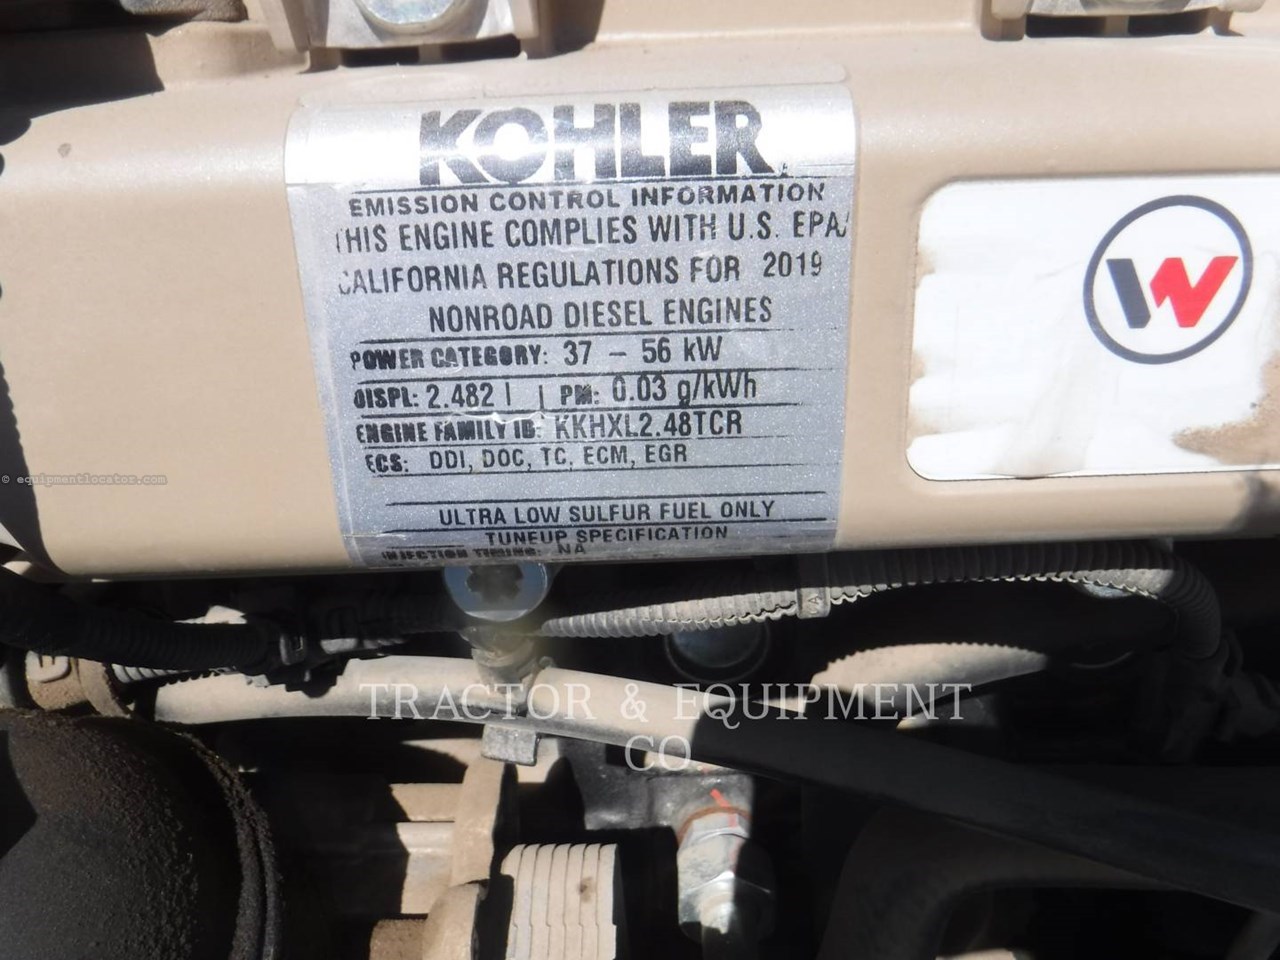 KOHLER
EMISSION CONTROL INFORMATION
THIS ENGINE COMPLIES WITH U.S. EPA/
CALIFORNIA REGULATIONS FOR 2019
NONROAD DIESEL ENGINES
POWER CATEGORY: 37 - 56 kW
DISPL: 2.482 l | PM: 0.03 g/kWh
ENGINE FAMILY ID: KKHXL2.48TCR
ECS: DDI, DOC, TC, ECM, EGR
ULTRA LOW SULFUR FUEL ONLY
TUNEUP SPECIFICATION
INJECTION TIMING: NA
W
© equipmentlocator.com
TRACTOR & EQUIPMENT
CO.